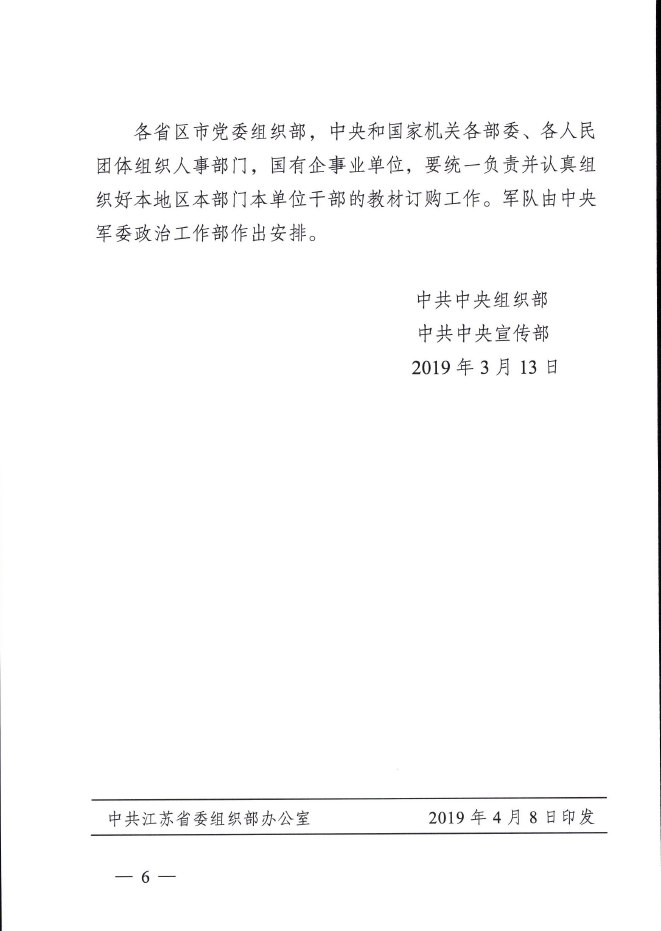 各省区市党委组织部，中央和国家机关各部委、各人民
团体组织人事部门，国有企事业单位，要统一负责并认真组
织好本地区本部门本单位干部的教材订购工作。军队由中央
军委政治工作部作出安排。
中共中央组织部
中共中央宣传部
2019 年 3 月 13 日
中共江苏省委组织部办公室 2019 年 4 月 8 日印发
— 6 —